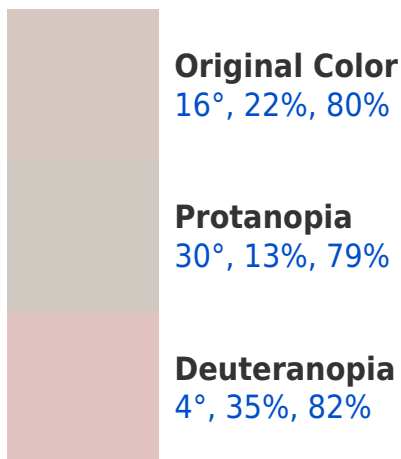 Original Color
16°, 22%, 80%
Protanopia
30°, 13%, 79%
Deuteranopia
4°, 35%, 82%